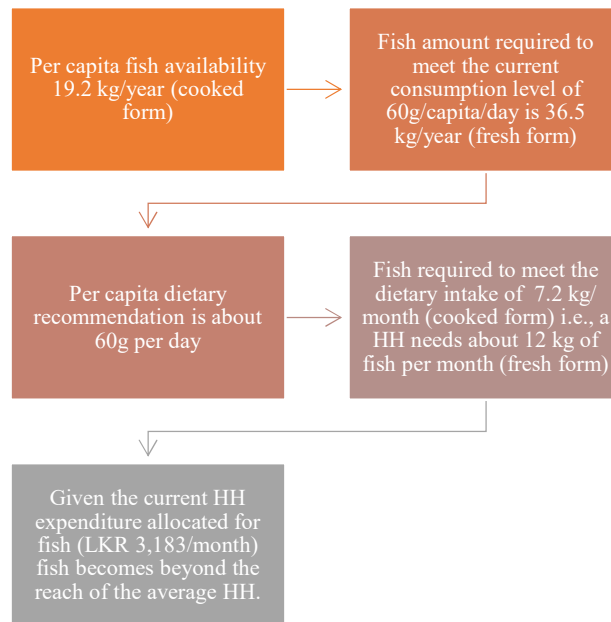 Per capita fish availability
19.2 kg/year (cooked
form)
Fish amount required to
meet the current
consumption level of
60g/capita/day is 36.5
kg/year (fresh form)
Per capita dietary
recommendation is about
60g per day
Fish required to meet the
dietary intake of  7.2 kg/
month (cooked form) i.e., a
HH needs about 12 kg of
fish per month (fresh form)
Given the current HH
expenditure allocated for
fish (LKR 3,183/month)
fish becomes beyond the
reach of the average HH.